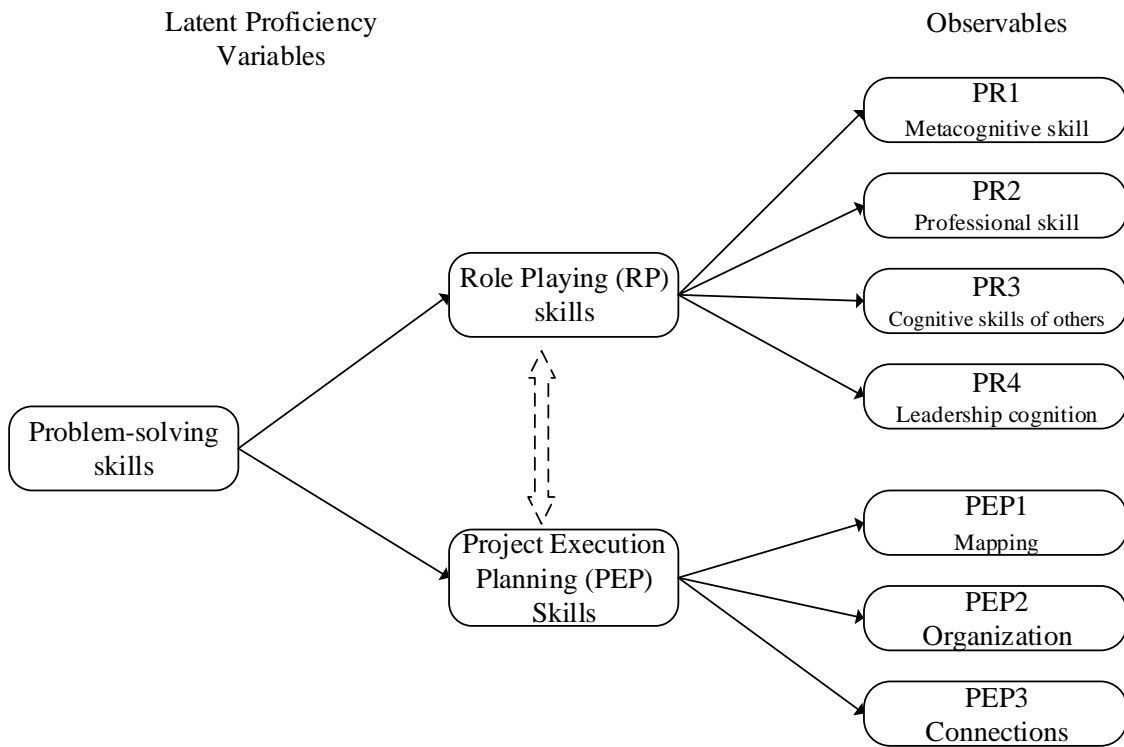 Latent Proficiency
Variables
Observables
PR1
Metacognitive skill
PR2
Professional skill
Role Playing (RP)
skills
PR3
Cognitive skills of others
PR4
Leadership cognition
Problem-solving
skills
PEP1
Mapping
Project Execution
Planning (PEP)
Skills
PEP2
Organization
PEP3
Connections